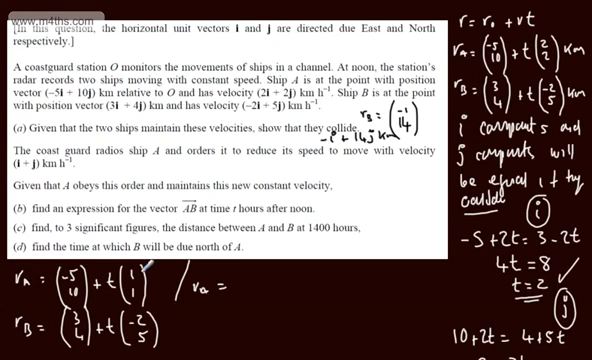 [In this question, the horizontal unit vectors i and j are directed due East and North
respectively.]
A coastguard station O monitors the movements of ships in a channel. At noon, the station's
radar records two ships moving with constant speed. Ship A is at the point with position
vector (−5i + 10j) km relative to O and has velocity (2i + 2j) km h⁻¹. Ship B is at the point
with position vector (3i + 4j) km and has velocity (−2i + 5j) km h⁻¹.
r_B = (-1 14)
(a) Given that the two ships maintain these velocities, show that they collide.
-i + 14j km
The coast guard radios ship A and orders it to reduce its speed to move with velocity
(i + j) km h⁻¹.
Given that A obeys this order and maintains this new constant velocity,
(b) find an expression for the vector AB at time t hours after noon.
(c) find, to 3 significant figures, the distance between A and B at 1400 hours,
(d) find the time at which B will be due north of A.
r_A = (-5 10) + t (1 1) / r_A =
r_B = (3 4) + t (-2 5)
r = r₀ + vt
r_A = (-5 10) + t (2 2) km
r_B = (3 4) + t (-2 5) km
i components and
j components will
be equal if they
collide
i
-5 + 2t = 3 - 2t
4t = 8
t = 2 ✓
j
10 + 2t = 4 + 5t